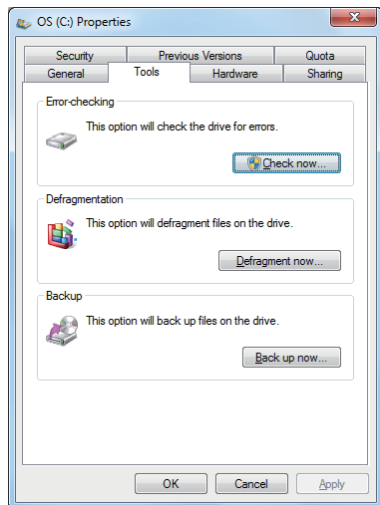 OS (C:) Properties
Security Previous Versions Quota
General Tools Hardware Sharing
Error-checking
This option will check the drive for errors.
Check now...
Defragmentation
This option will defragment files on the drive.
Defragment now...
Backup
This option will back up files on the drive.
Back up now...
OK Cancel Apply